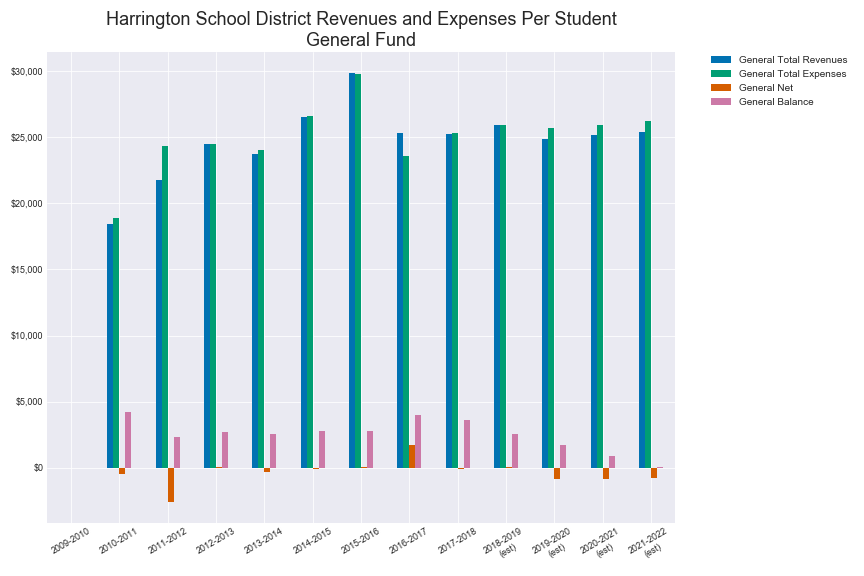 Harrington School District Revenues and Expenses Per Student
General Fund
General Total Revenues
General Total Expenses
General Net
General Balance
$30,000
$25,000
$20,000
$15,000
$10,000
$5,000
$0
2009-2010
2010-2011
2011-2012
2012-2013
2013-2014
2014-2015
2015-2016
2016-2017
2017-2018
2018-2019
(est)
2019-2020
(est)
2020-2021
(est)
2021-2022
(est)